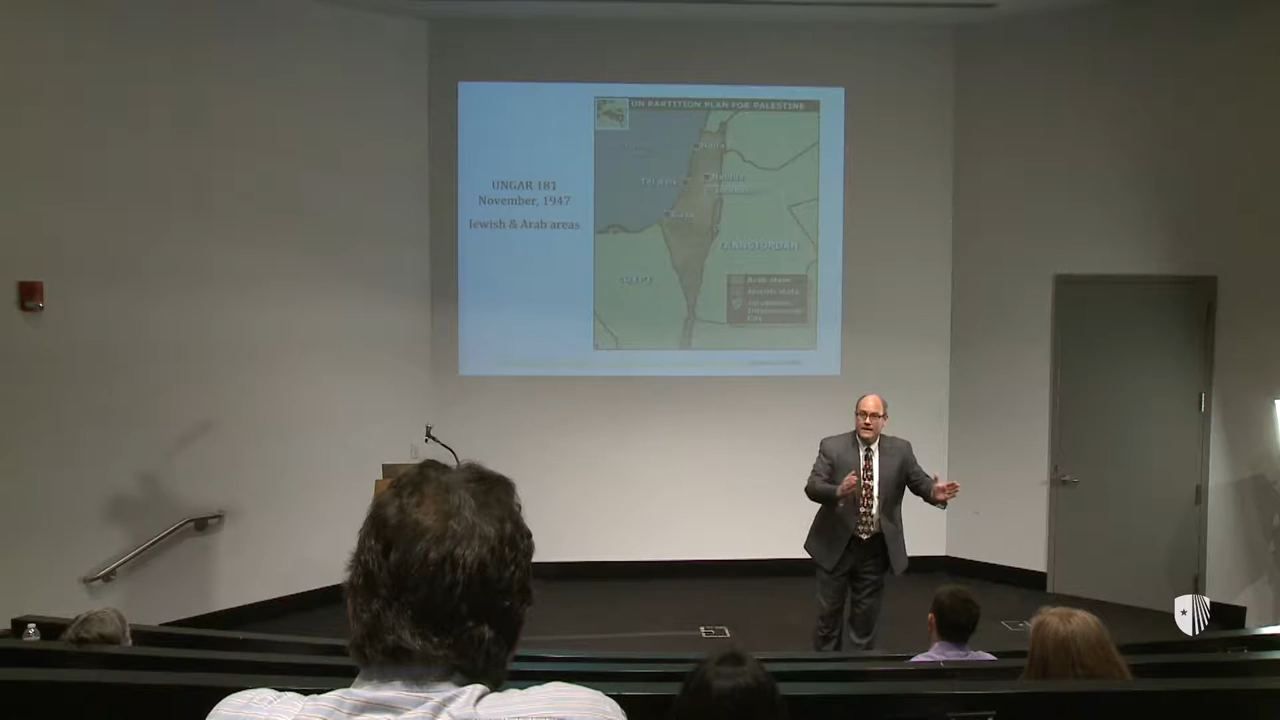 UN PARTITION PLAN FOR PALESTINE
Haifa
Tel Aviv
UNGAR 181
November, 1947
Jewish & Arab areas
Gaza
TRANSJORDAN
EGYPT
Arab state
Jewish state